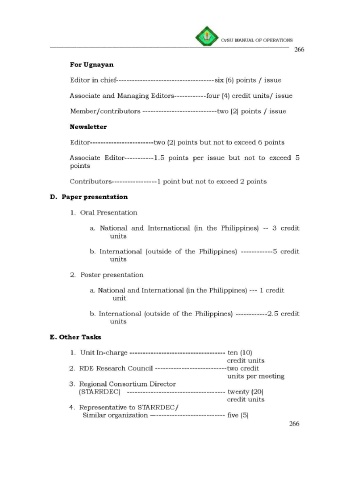 CvSU MANUAL OF OPERATIONS
266
For Ugnayan
Editor in chief-------------------------------------six (6) points / issue
Associate and Managing Editors------------four (4) credit units/ issue
Member/contributors ----------------------------two (2) points / issue
Newsletter
Editor------------------------two (2) points but not to exceed 6 points
Associate Editor-----------1.5 points per issue but not to exceed 5
points
Contributors-----------------1 point but not to exceed 2 points
D. Paper presentation
1. Oral Presentation
a. National and International (in the Philippines) -- 3 credit
units
b. International (outside of the Philippines) ------------5 credit
units
2. Poster presentation
a. National and International (in the Philippines) --- 1 credit
unit
b. International (outside of the Philippines) ------------2.5 credit
units
E. Other Tasks
1. Unit In-charge ------------------------------------ ten (10)
credit units
2. RDE Research Council ---------------------------two credit
units per meeting
3. Regional Consortium Director
(STARRDEC) ------------------------------------- twenty (20)
credit units
4. Representative to STARRDEC/
Similar organization ---------------------------- five (5)
266